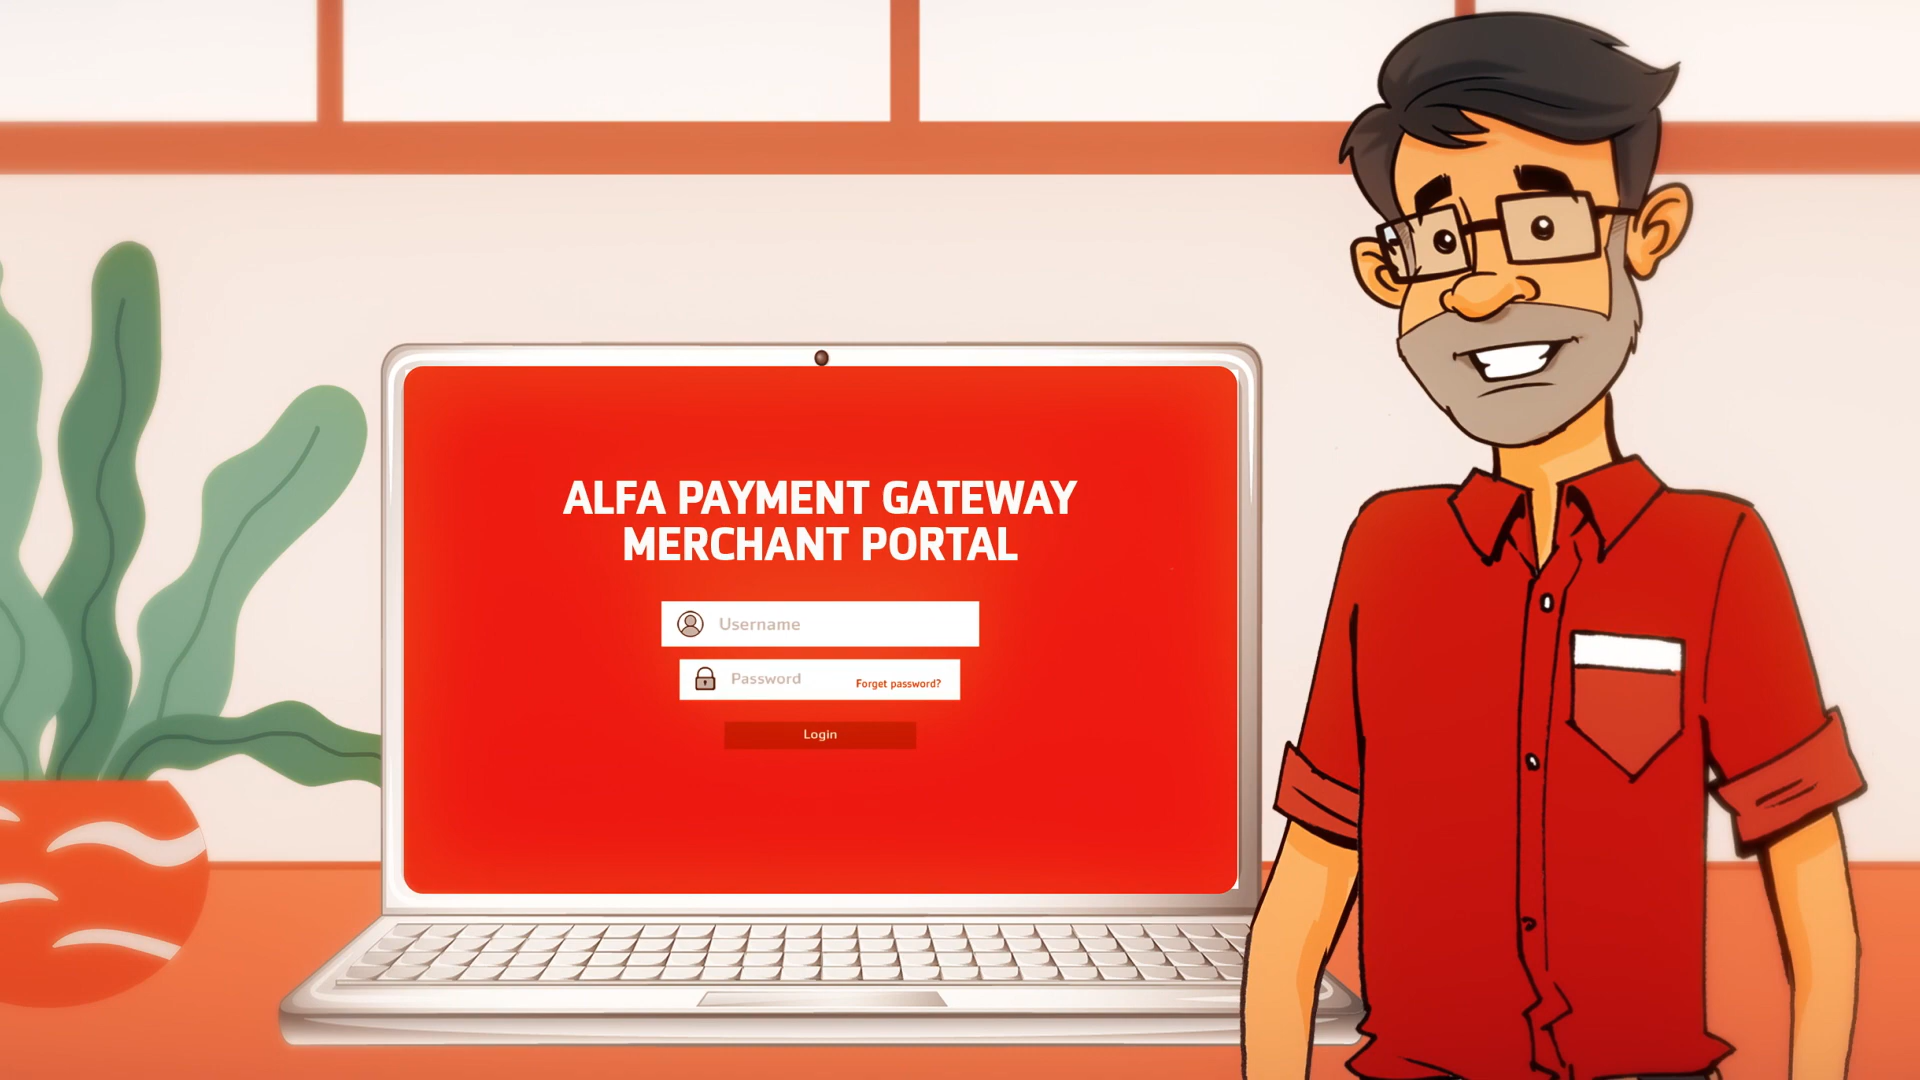 ALFA PAYMENT GATEWAY
MERCHANT PORTAL
Username
Password
Forget password?
Login